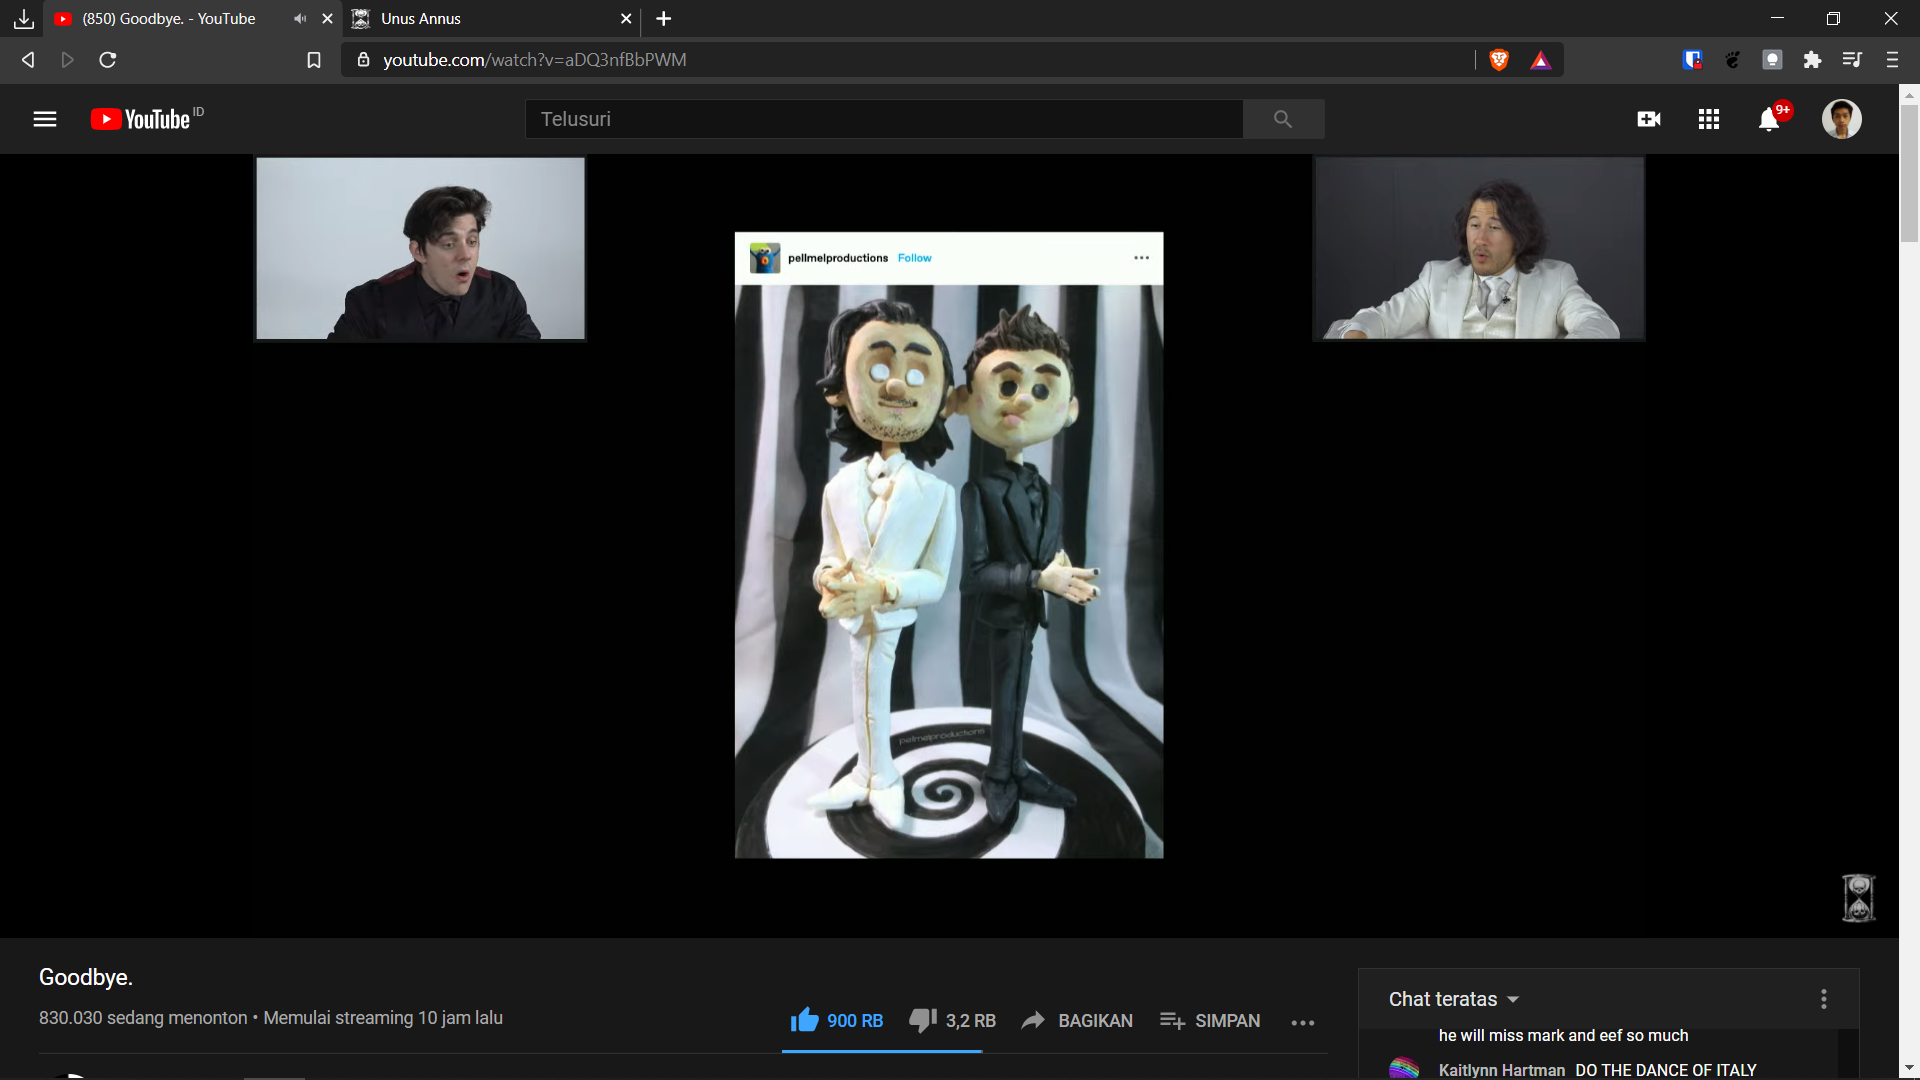 (850) Goodbye. - YouTube
Unus Annus
youtube.com/watch?v=aDQ3nfBbPWM
YouTube ID
Telusuri
9+
pellmelproductions Follow
pellmelproductions
Goodbye.
830.030 sedang menonton • Memulai streaming 10 jam lalu
900 RB
3,2 RB
BAGIKAN
SIMPAN
Chat teratas
he will miss mark and eef so much
Kaitlynn Hartman DO THE DANCE OF ITALY